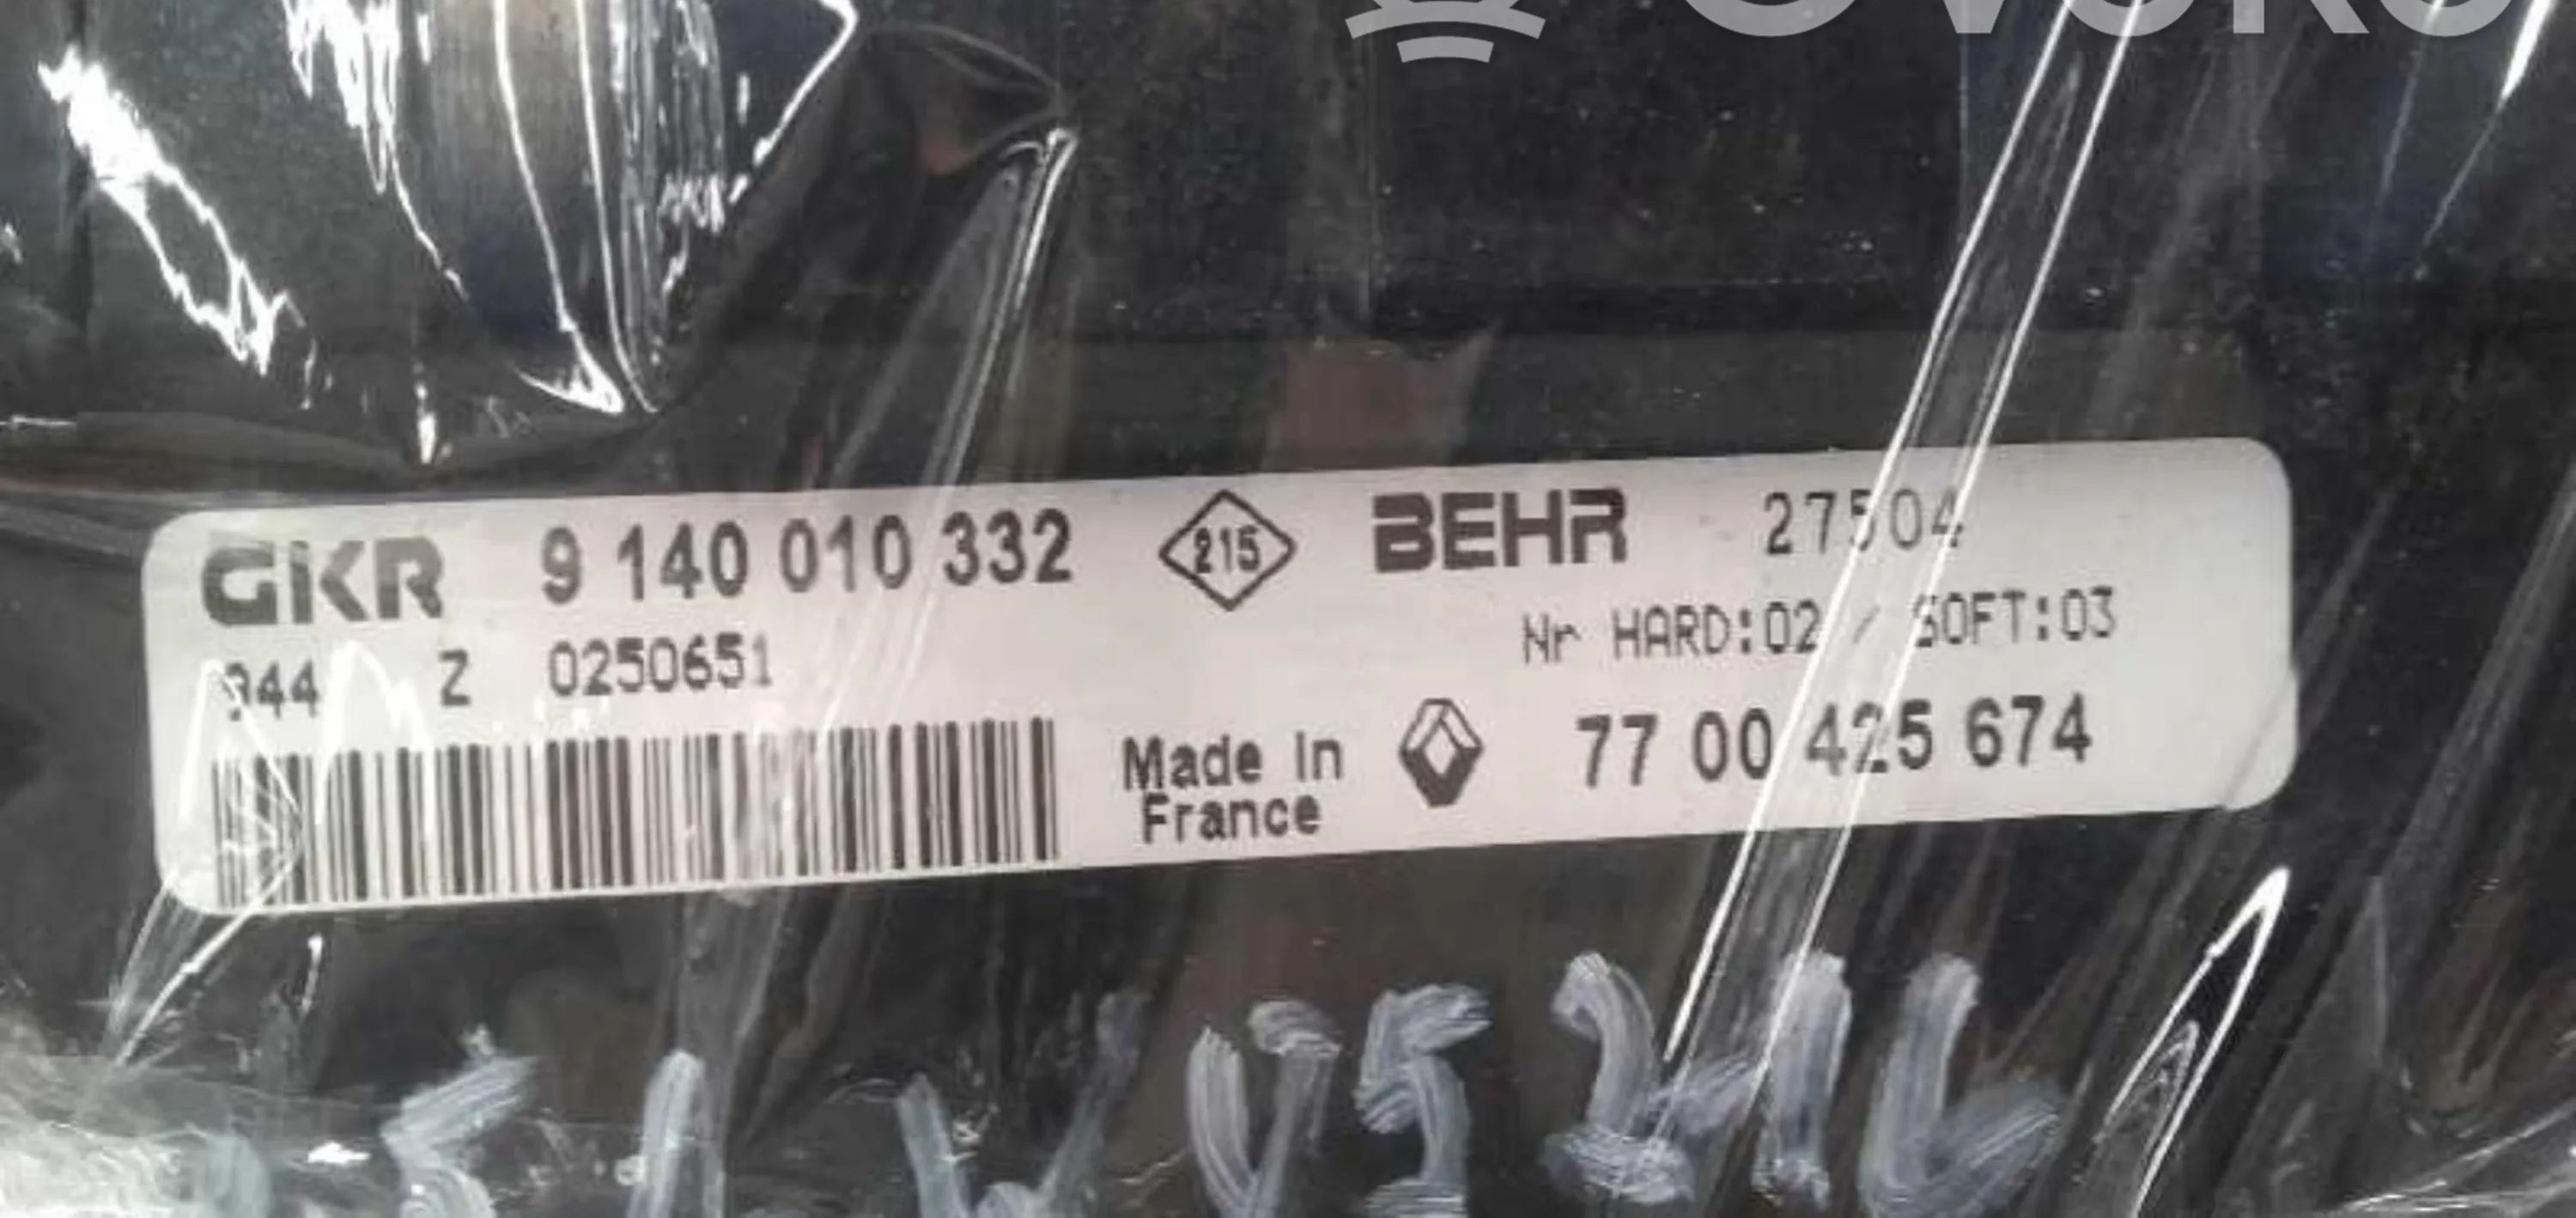 GKR 9 140 010 332 215 BEHR 27504
944 Z 0250651 Nr HARD:02 / SOFT:03
Made in France 77 00 425 674